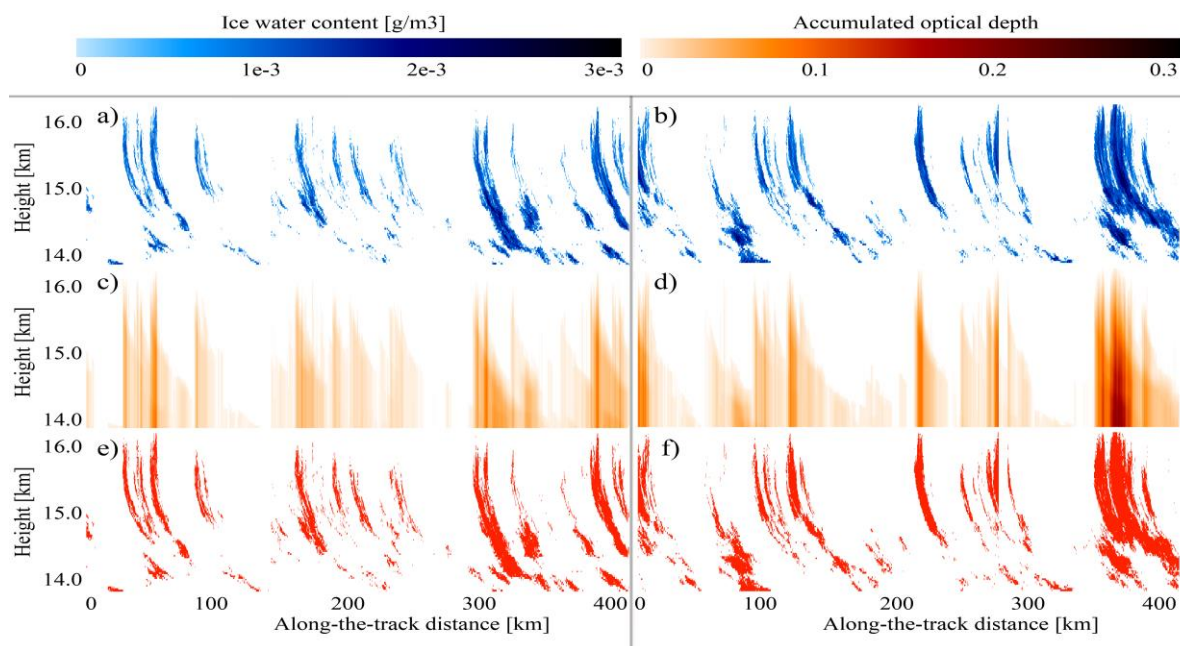 Ice water content [g/m3] Accumulated optical depth
0 1e-3 2e-3 3e-3 0 0.1 0.2 0.3
a) b)
Height [km] 16.0 15.0 14.0
c) d)
Height [km] 16.0 15.0 14.0
e) f)
Height [km] 16.0 15.0 14.0
0 100 200 300 400 0 100 200 300 400
Along-the-track distance [km] Along-the-track distance [km]